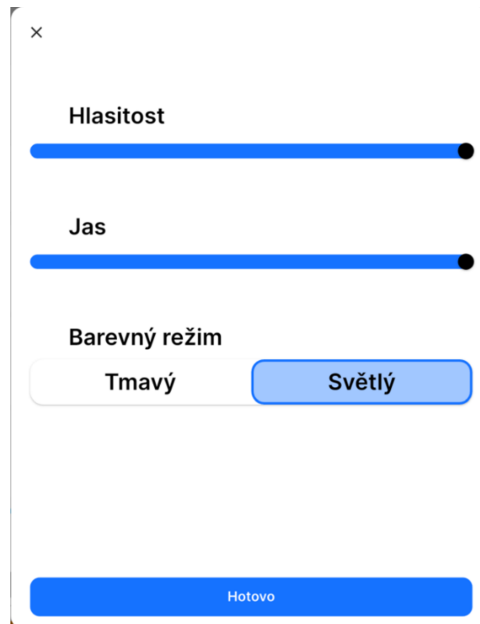 Hlasitost
Jas
Barevný režim
Tmavý Světlý
Hotovo